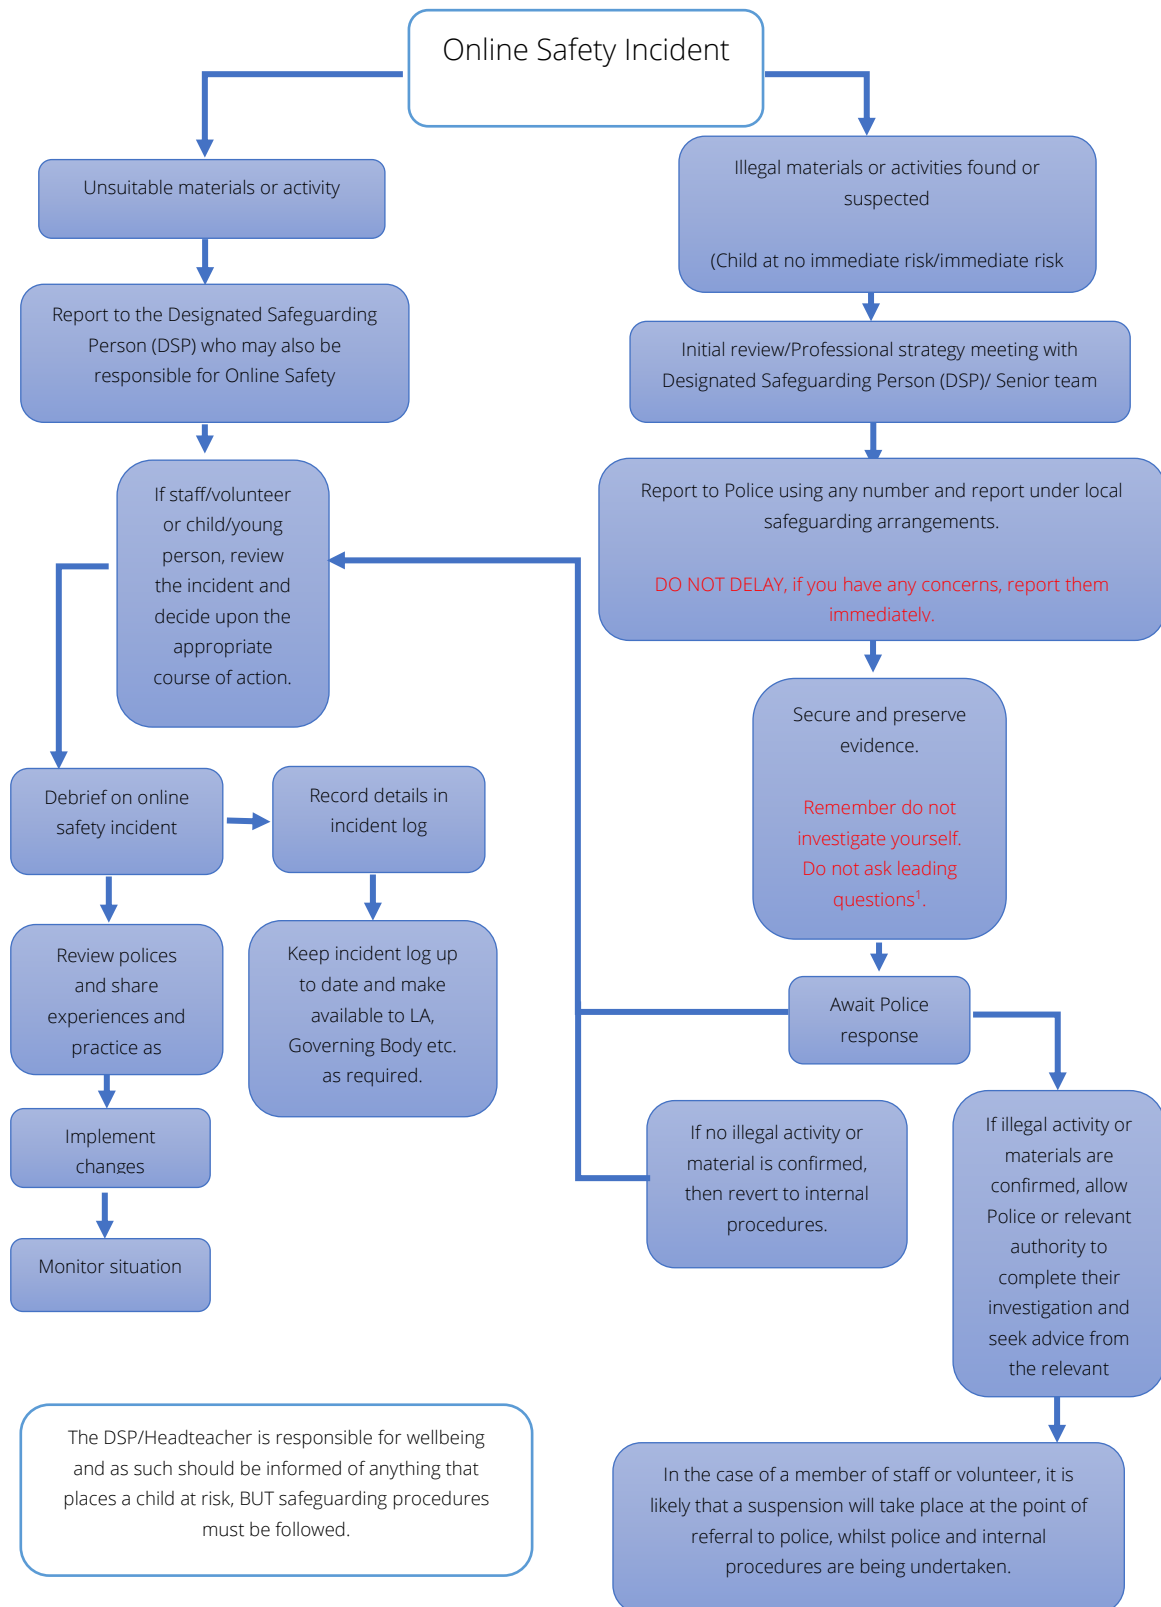 Online Safety Incident
Unsuitable materials or activity
Report to the Designated Safeguarding
Person (DSP) who may also be
responsible for Online Safety
If staff/volunteer
or child/young
person, review
the incident and
decide upon the
appropriate
course of action.
Debrief on online
safety incident
Record details in
incident log
Review polices
and share
experiences and
practice as
Keep incident log up
to date and make
available to LA,
Governing Body etc.
as required.
Implement
changes
Monitor situation
Illegal materials or activities found or
suspected
(Child at no immediate risk/immediate risk
Initial review/Professional strategy meeting with
Designated Safeguarding Person (DSP)/ Senior team
Report to Police using any number and report under local
safeguarding arrangements.
DO NOT DELAY, if you have any concerns, report them
immediately.
Secure and preserve
evidence.
Remember do not
investigate yourself.
Do not ask leading
questions¹.
Await Police
response
If no illegal activity or
material is confirmed,
then revert to internal
procedures.
If illegal activity or
materials are
confirmed, allow
Police or relevant
authority to
complete their
investigation and
seek advice from
the relevant
In the case of a member of staff or volunteer, it is
likely that a suspension will take place at the point of
referral to police, whilst police and internal
procedures are being undertaken.
The DSP/Headteacher is responsible for wellbeing
and as such should be informed of anything that
places a child at risk, BUT safeguarding procedures
must be followed.